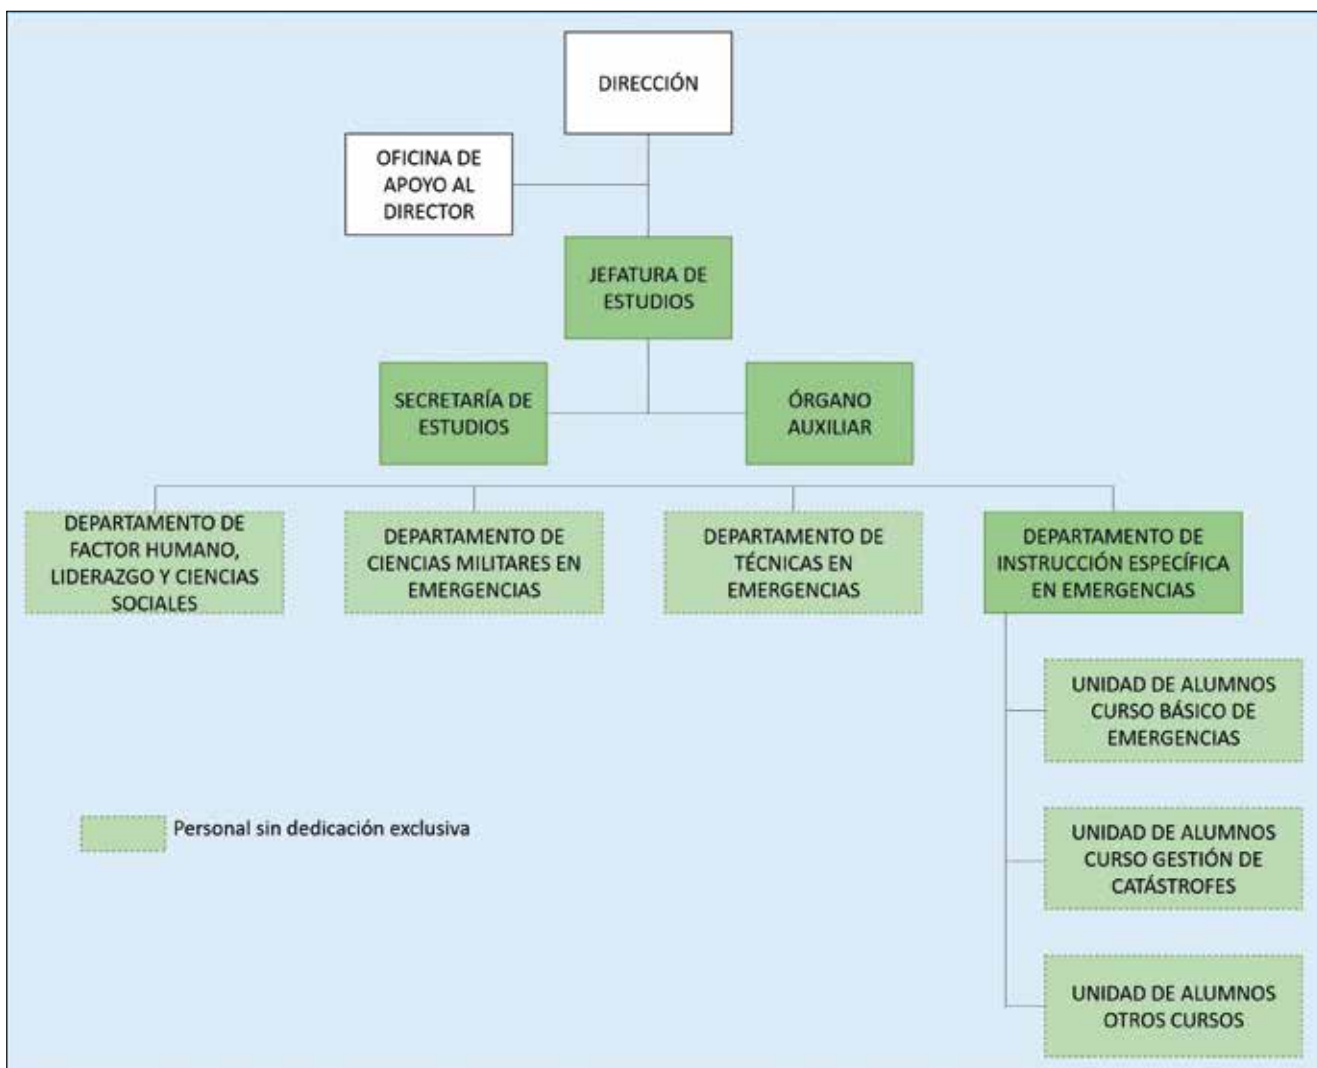 DIRECCIÓN
OFICINA DE
APOYO AL
DIRECTOR
JEFATURA DE
ESTUDIOS
SECRETARÍA DE
ESTUDIOS
ÓRGANO
AUXILIAR
DEPARTAMENTO DE
FACTOR HUMANO,
LIDERAZGO Y CIENCIAS
SOCIALES
DEPARTAMENTO DE
CIENCIAS MILITARES EN
EMERGENCIAS
DEPARTAMENTO DE
TÉCNICAS EN
EMERGENCIAS
DEPARTAMENTO DE
INSTRUCCIÓN ESPECÍFICA
EN EMERGENCIAS
UNIDAD DE ALUMNOS
CURSO BÁSICO DE
EMERGENCIAS
UNIDAD DE ALUMNOS
CURSO GESTIÓN DE
CATÁSTROFES
UNIDAD DE ALUMNOS
OTROS CURSOS
Personal sin dedicación exclusiva